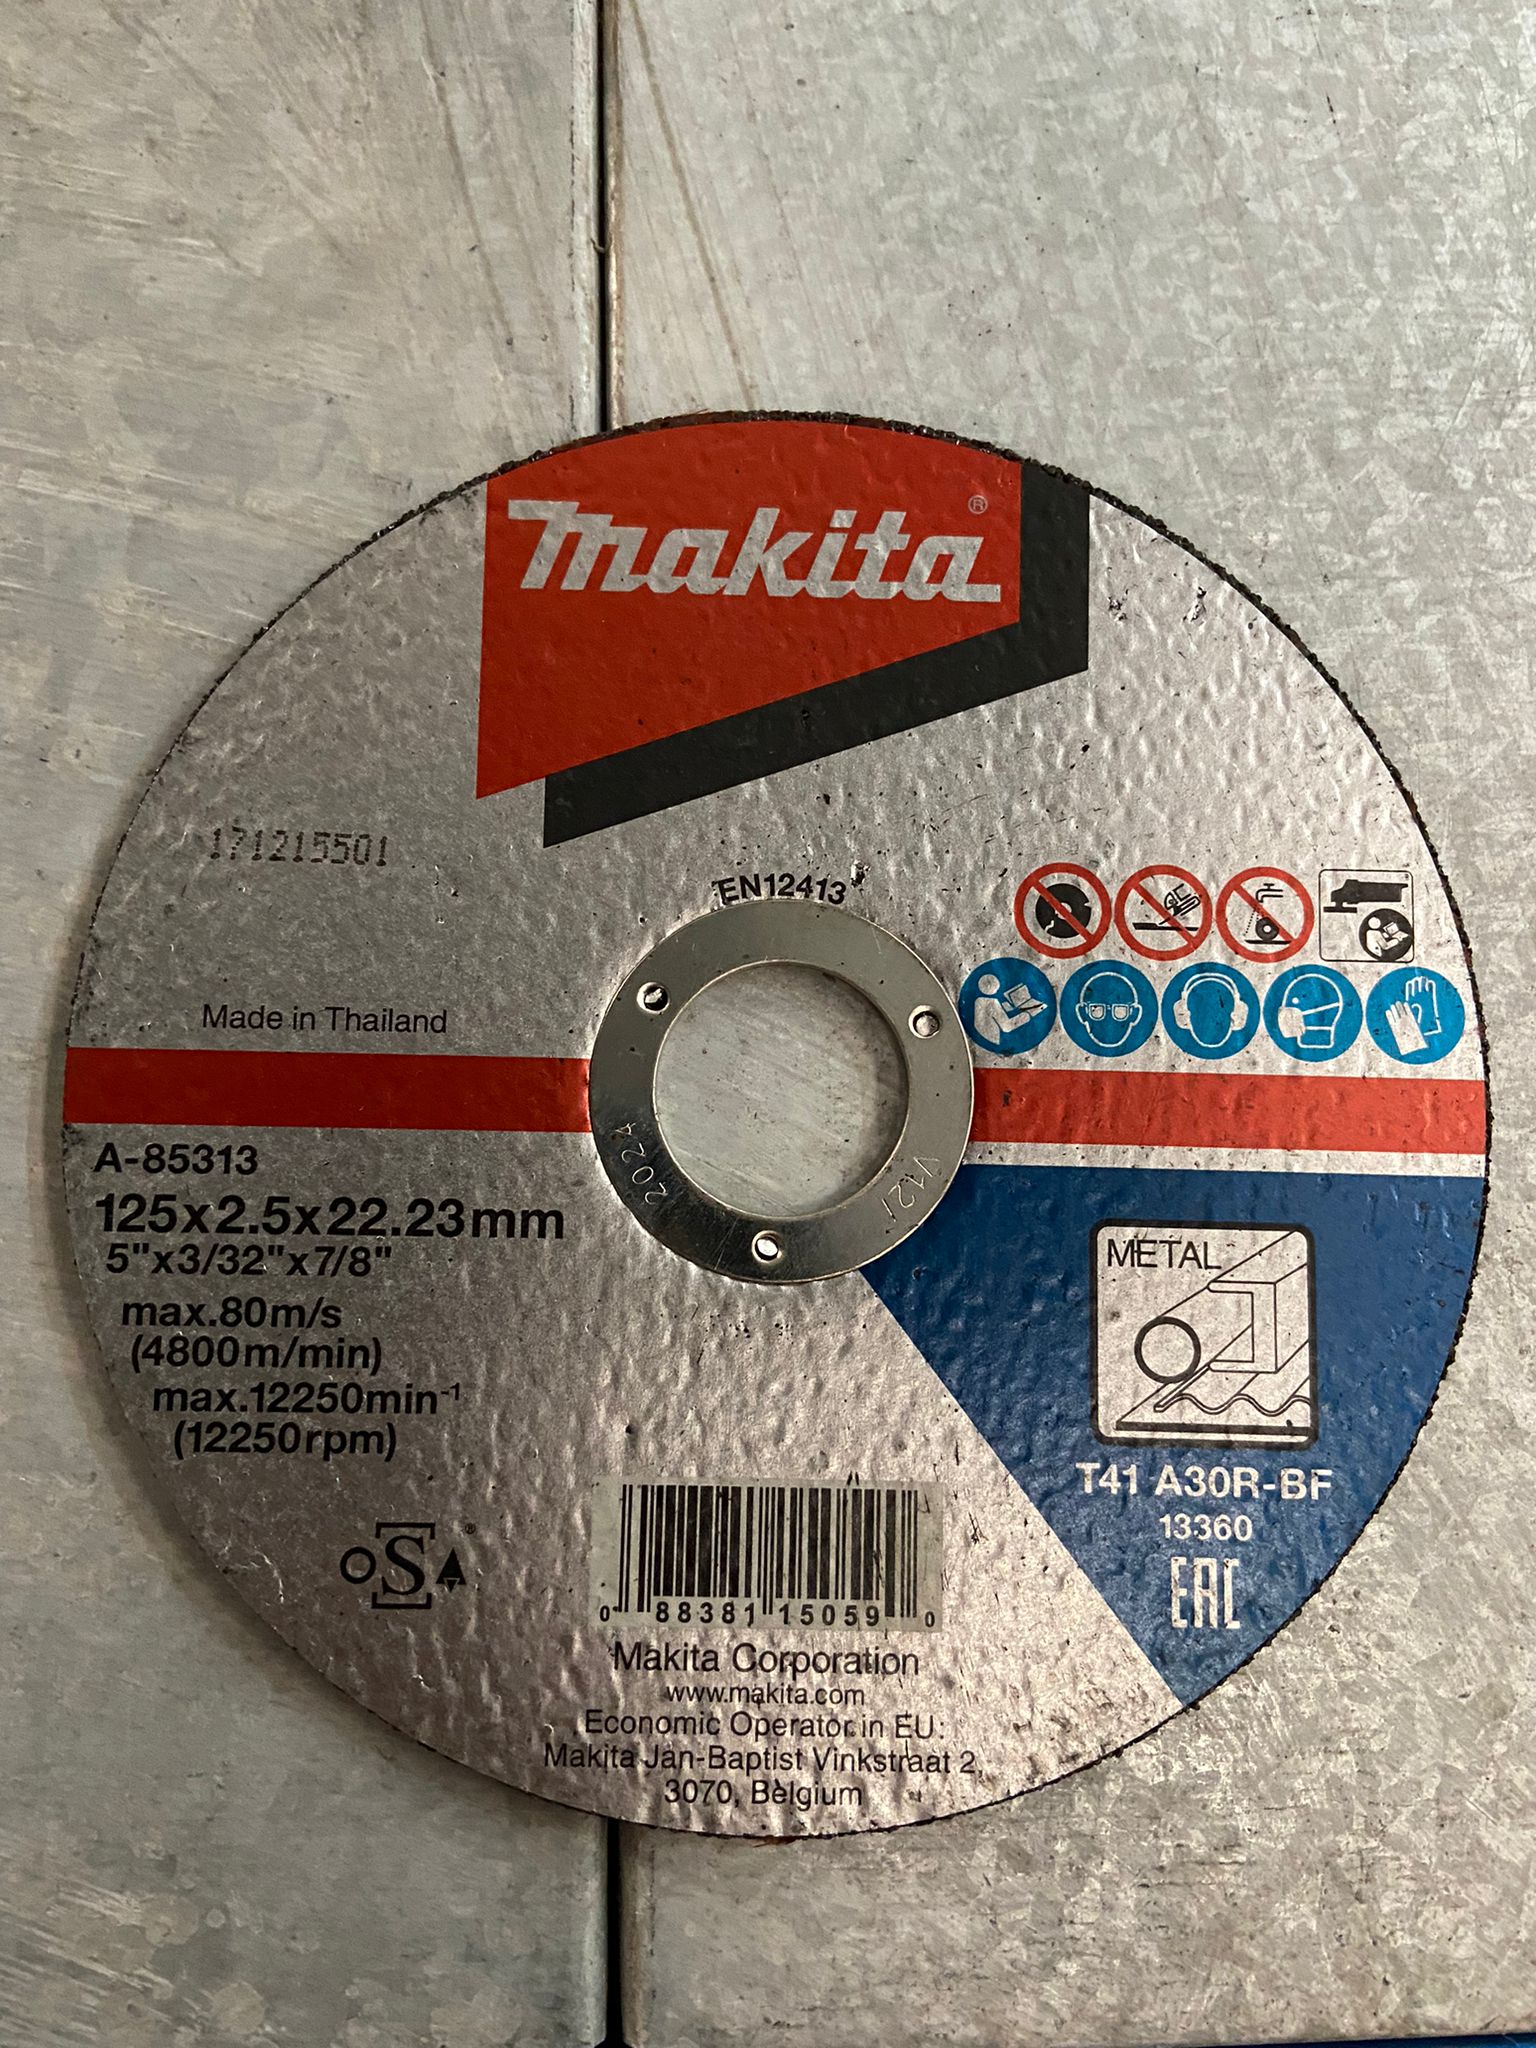 makita®
171215501
EN12413
Made in Thailand
A-85313
125x2.5x22.23mm
5"x3/32"x7/8"
max.80m/s
(4800m/min)
max.12250min⁻¹
(12250rpm)
2024
METAL
T41 A30R-BF
13360
EAC
oSa®
0 88381 15059 0
Makita Corporation
www.makita.com
Economic Operator in EU:
Makita Jan-Baptist Vinkstraat 2,
3070, Belgium